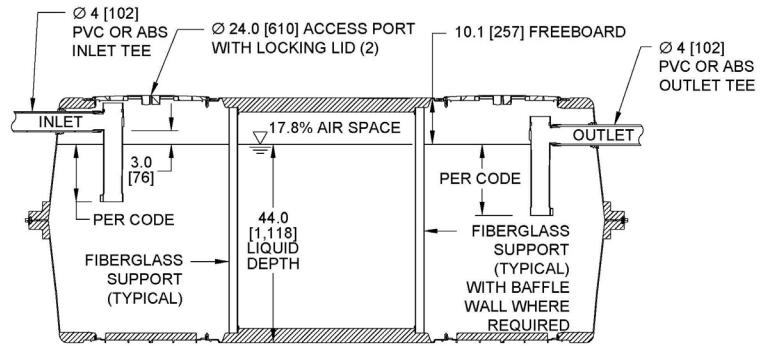 Ø 4 [102]
PVC OR ABS
INLET TEE
Ø 24.0 [610] ACCESS PORT
WITH LOCKING LID (2)
10.1 [257] FREEBOARD
Ø 4 [102]
PVC OR ABS
OUTLET TEE
INLET
17.8% AIR SPACE
OUTLET
3.0
[76]
PER CODE
PER CODE
44.0
[1,118]
LIQUID
DEPTH
FIBERGLASS
SUPPORT
(TYPICAL)
FIBERGLASS
SUPPORT
(TYPICAL)
WITH BAFFLE
WALL WHERE
REQUIRED